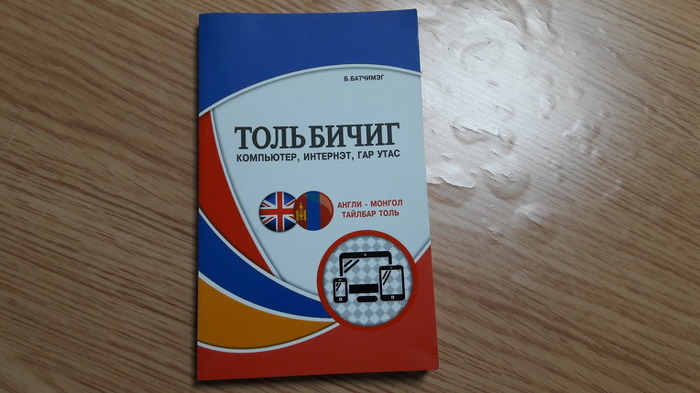 Б.БАТЧИМЭГ
ТОЛЬ БИЧИГ
КОМПЬЮТЕР, ИНТЕРНЭТ, ГАР УТАС
АНГЛИ - МОНГОЛ
ТАЙЛБАР ТОЛЬ